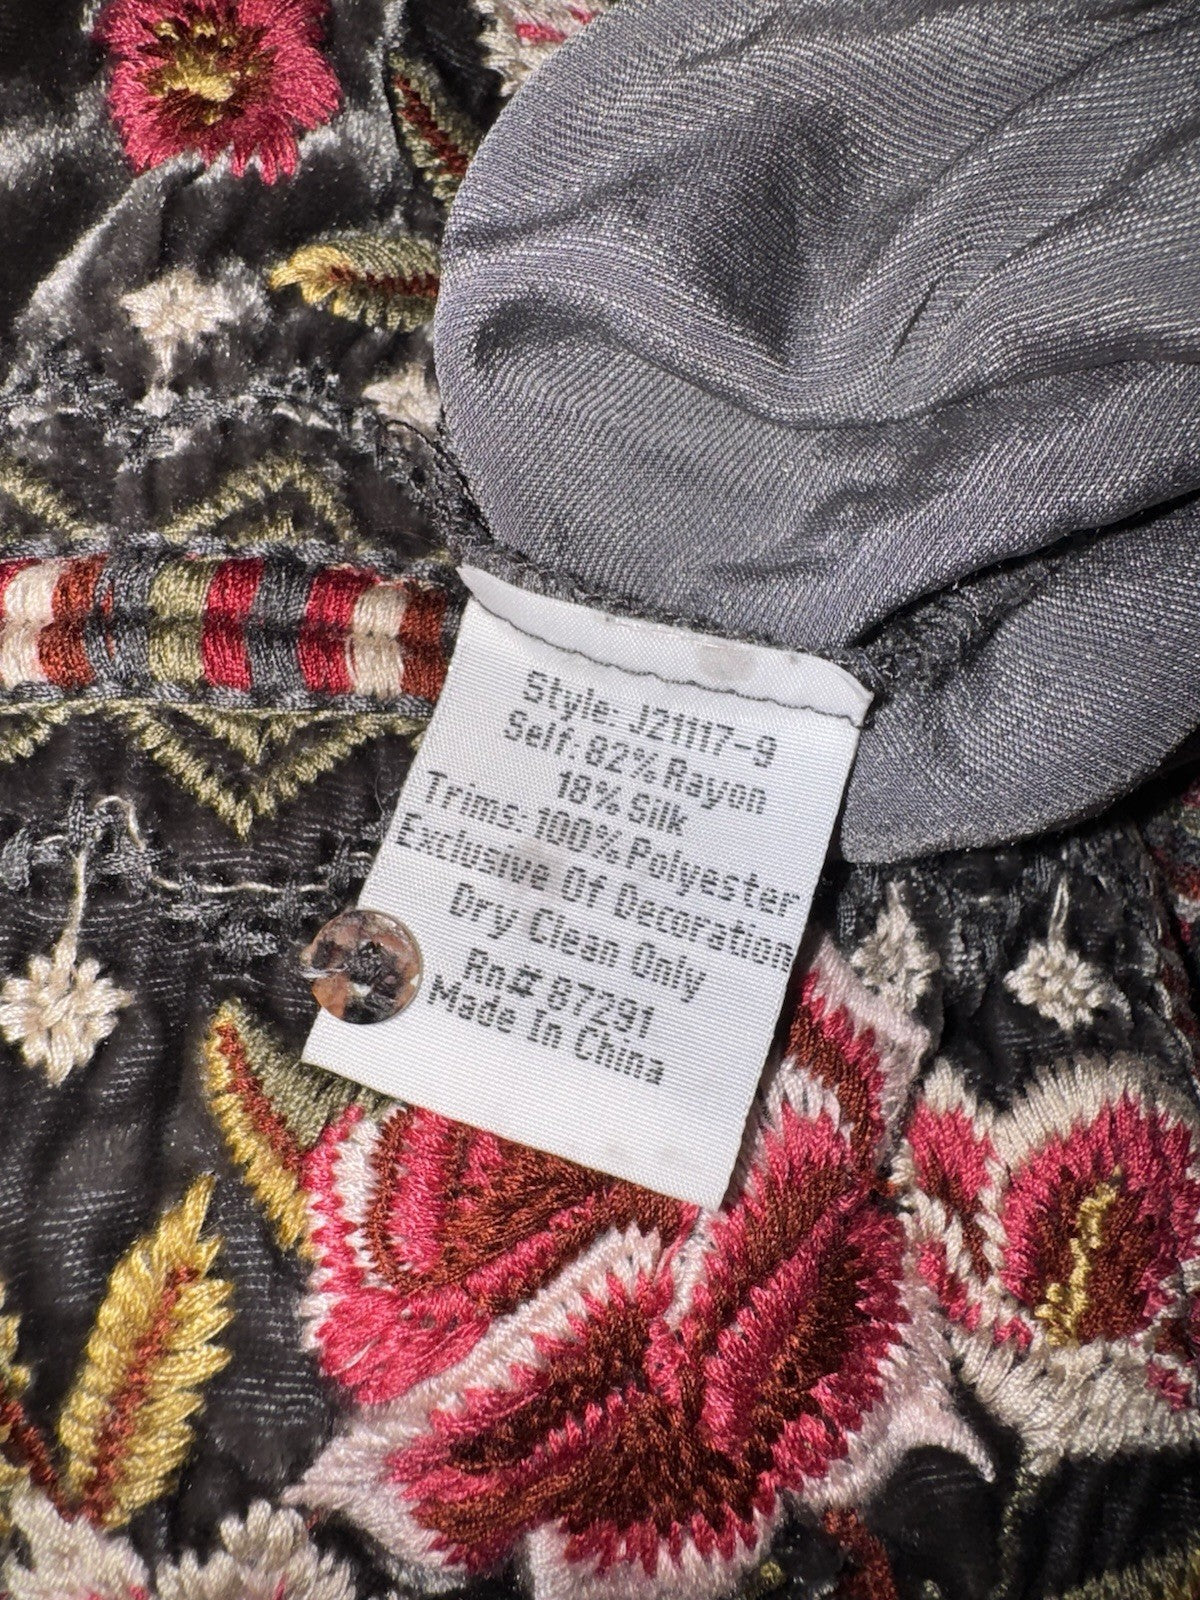 Style: J21117-9
Self: 82% Rayon
18% Silk
Trims: 100% Polyester
Exclusive Of Decoration
Dry Clean Only
Rn# 87291
Made In China